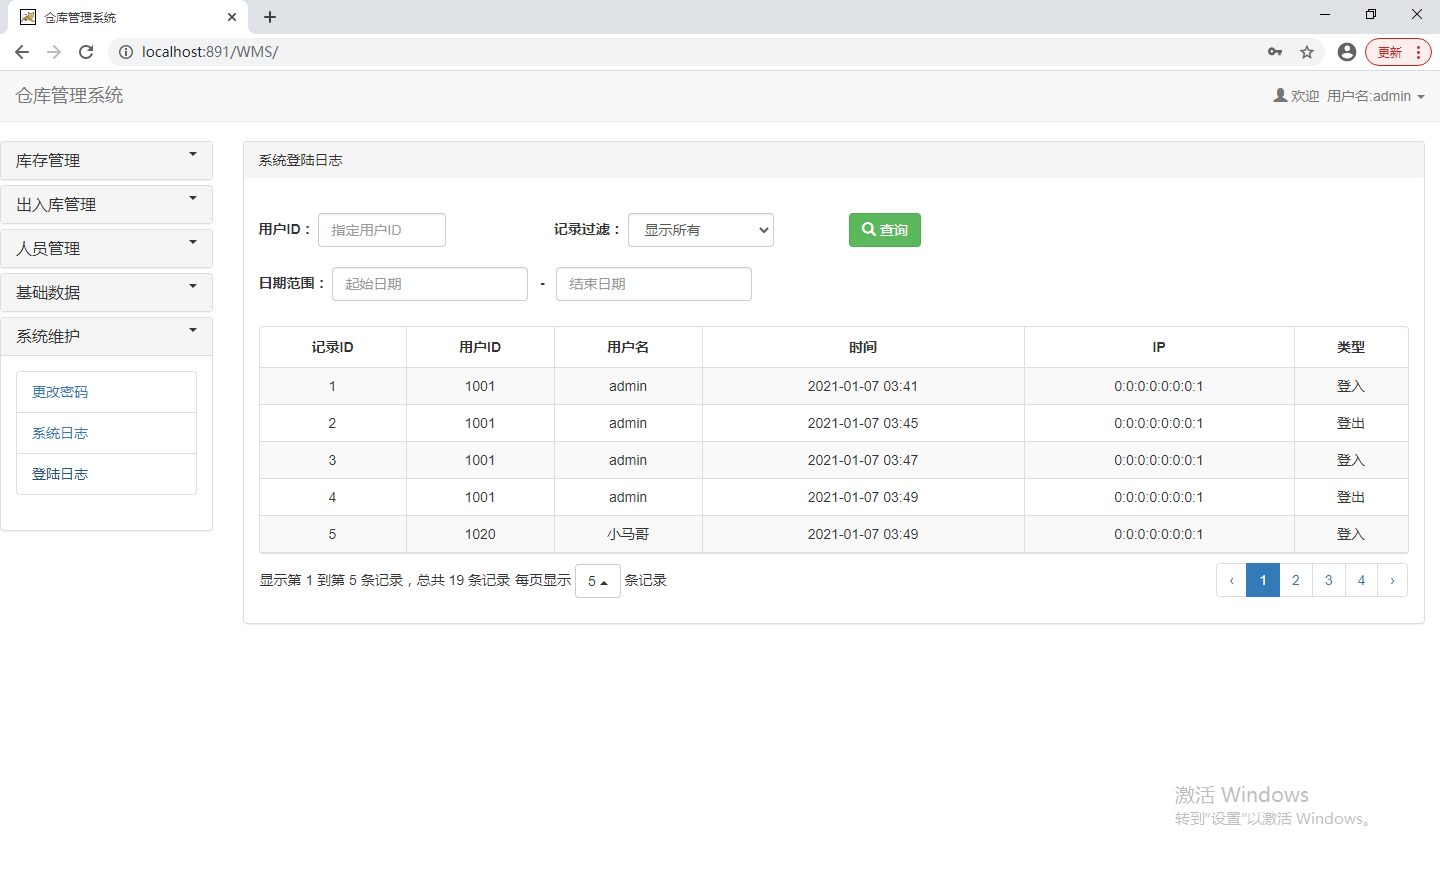 仓库管理系统
localhost:891/WMS/
更新
仓库管理系统
欢迎 用户名:admin
库存管理
出入库管理
人员管理
基础数据
系统维护
更改密码
系统日志
登陆日志
系统登陆日志
用户ID： 指定用户ID 记录过滤： 显示所有 查询
日期范围： 起始日期 - 结束日期
记录ID 用户ID 用户名 时间 IP 类型
1 1001 admin 2021-01-07 03:41 0:0:0:0:0:0:0:1 登入
2 1001 admin 2021-01-07 03:45 0:0:0:0:0:0:0:1 登出
3 1001 admin 2021-01-07 03:47 0:0:0:0:0:0:0:1 登入
4 1001 admin 2021-01-07 03:49 0:0:0:0:0:0:0:1 登出
5 1020 小马哥 2021-01-07 03:49 0:0:0:0:0:0:0:1 登入
显示第 1 到第 5 条记录，总共 19 条记录 每页显示 5 条记录 ‹ 1 2 3 4 ›
激活 Windows
转到"设置"以激活 Windows。